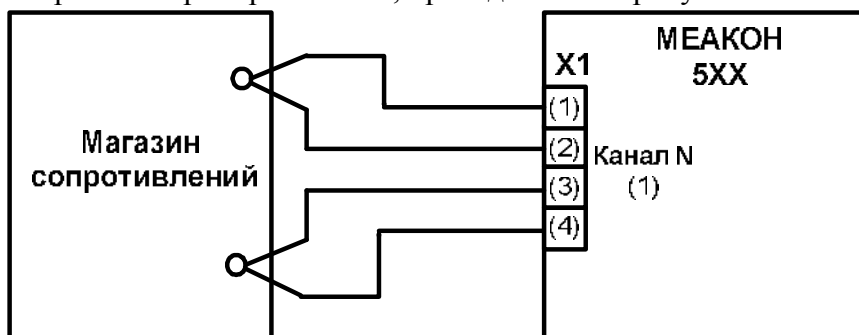 МЕАКОН
5XX
X1
(1)
(2)
(3)
(4)
Канал N
(1)
Магазин
сопротивлений